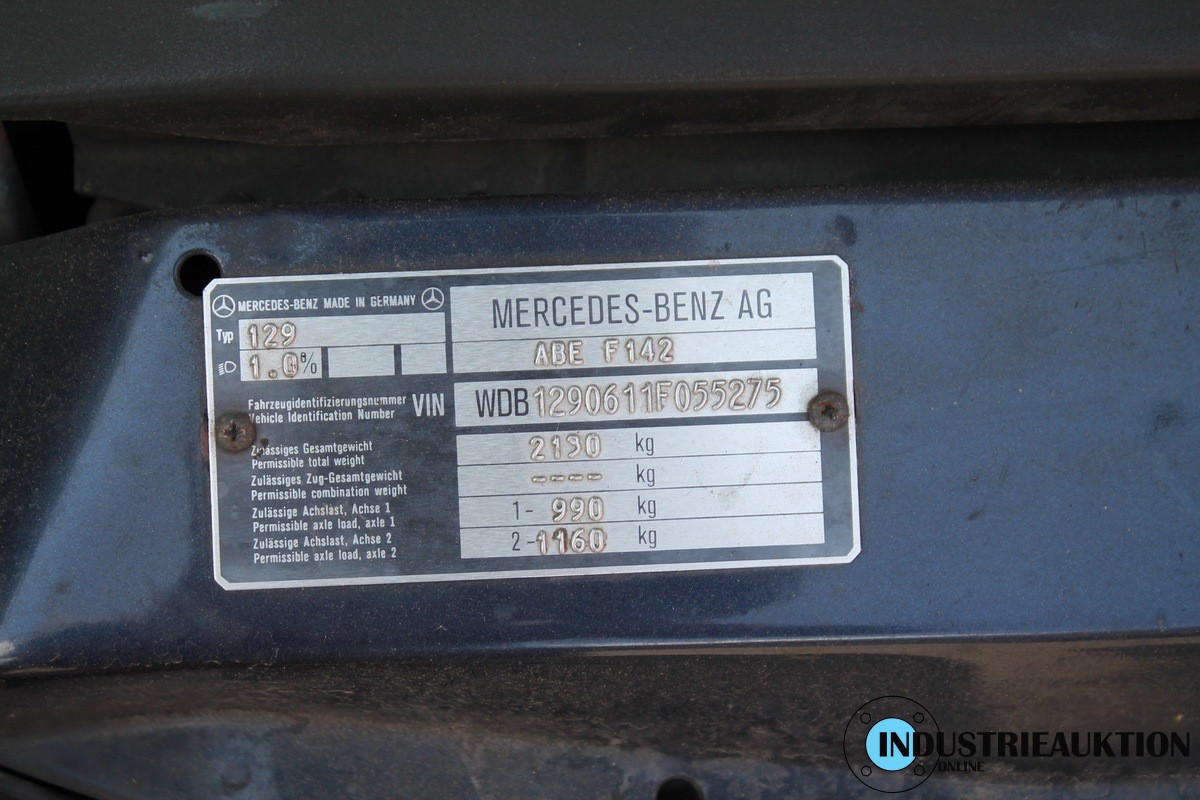 MERCEDES-BENZ MADE IN GERMANY
MERCEDES-BENZ AG
Typ 129
ABE F142
1.0%
Fahrzeugidentifizierungsnummer
Vehicle Identification Number
VIN WDB1290611F055275
Zulässiges Gesamtgewicht
Permissible total weight
2130 kg
Zulässiges Zug-Gesamtgewicht
Permissible combination weight
---- kg
Zulässige Achslast, Achse 1
Permissible axle load, axle 1
1- 990 kg
Zulässige Achslast, Achse 2
Permissible axle load, axle 2
2- 1160 kg
INDUSTRIEAUKTION
ONLINE